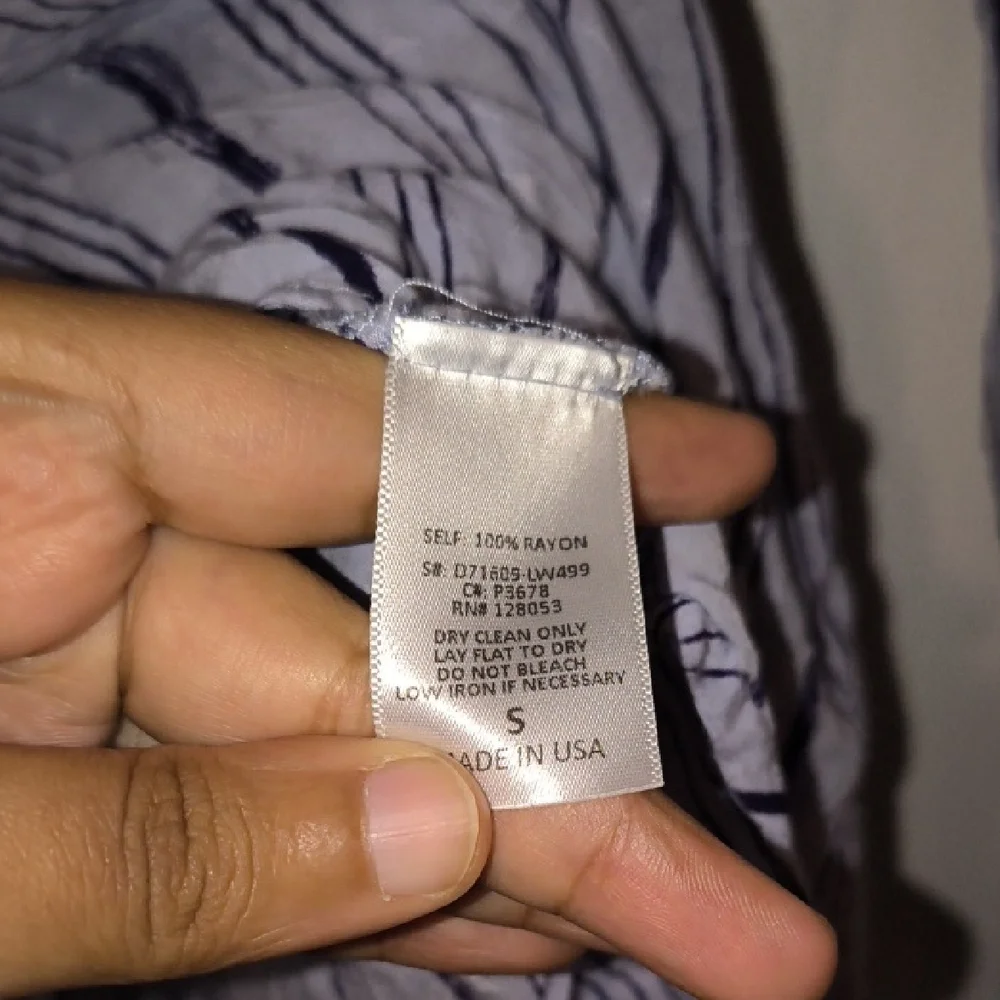 SELF: 100% RAYON
S#: D71609-LW499
C#: P3678
RN# 128053
DRY CLEAN ONLY
LAY FLAT TO DRY
DO NOT BLEACH
LOW IRON IF NECESSARY
S
MADE IN USA